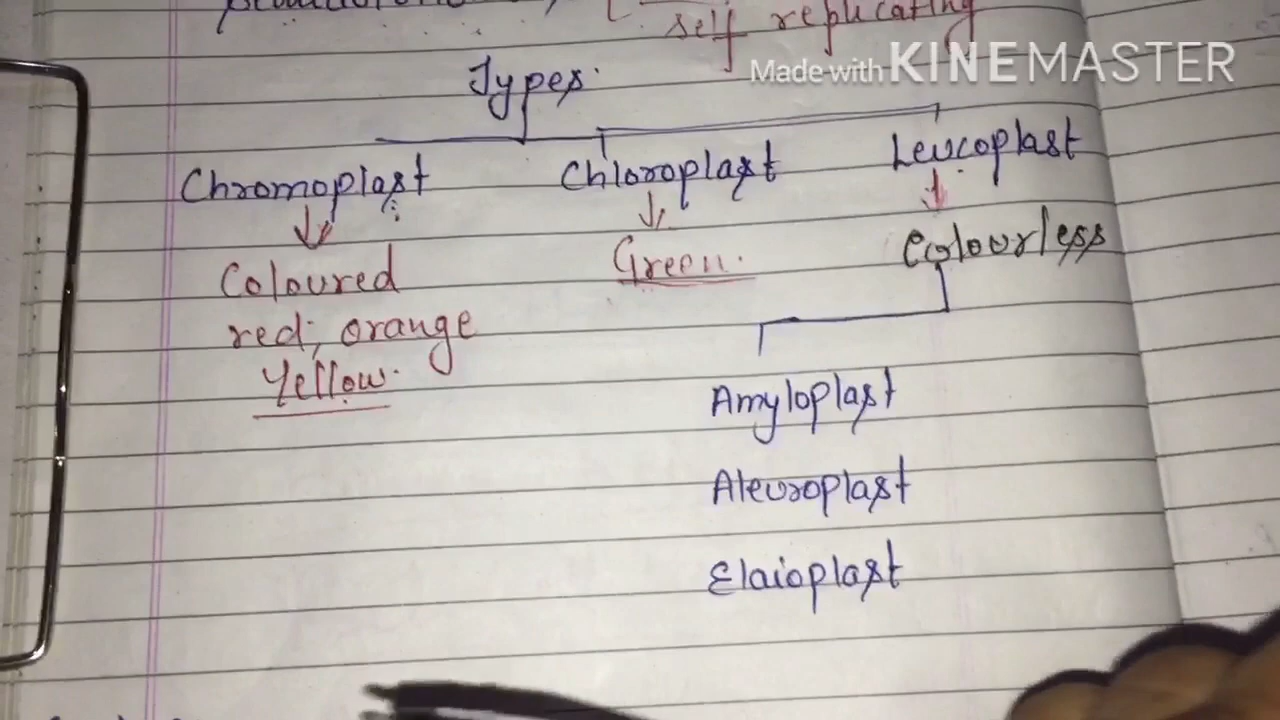 self replicating
Made with KINEMASTER
Types
Chromoplast Chloroplast Leucoplast
Coloured Green. Colourless
red, orange
Yellow.
Amyloplast
Aleuroplast
Elaioplast